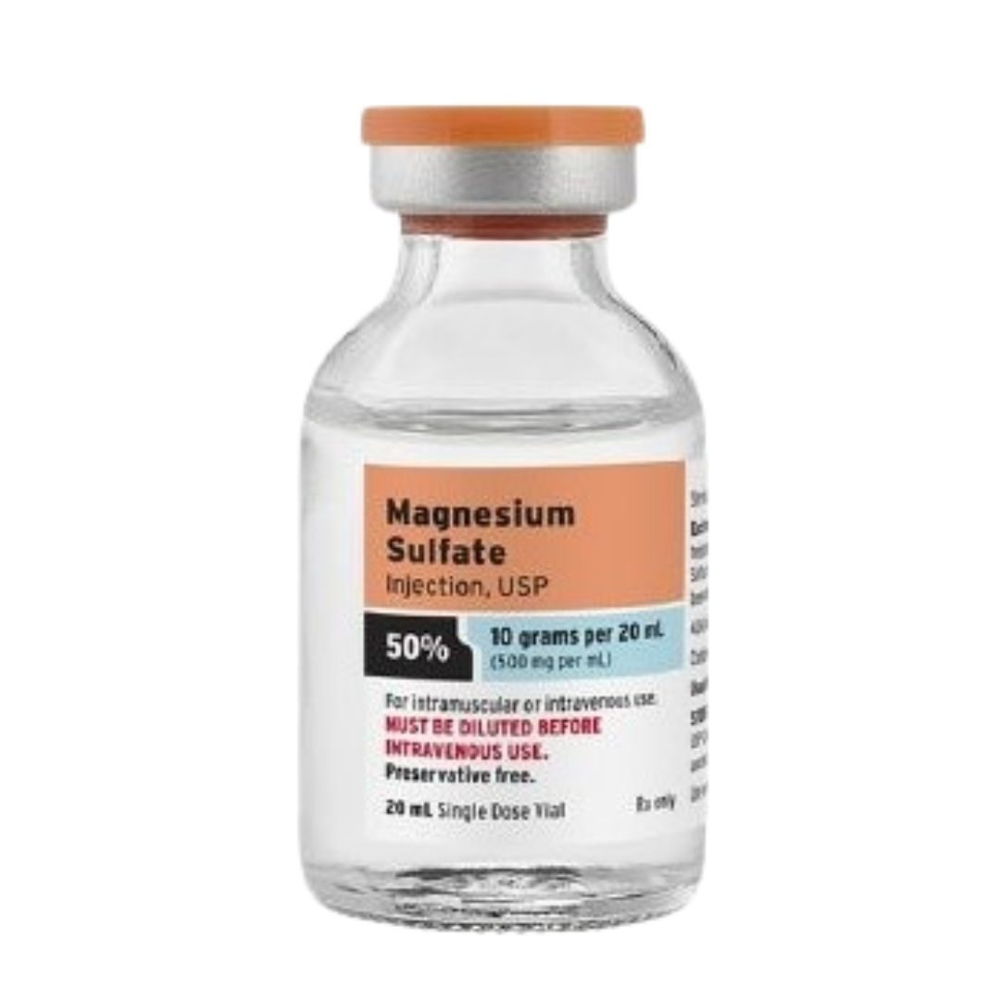 Magnesium
Sulfate
Injection, USP
50%
10 grams per 20 mL
(500 mg per mL)
For intramuscular or intravenous use.
MUST BE DILUTED BEFORE
INTRAVENOUS USE.
Preservative free.
20 mL Single Dose Vial
Rx only